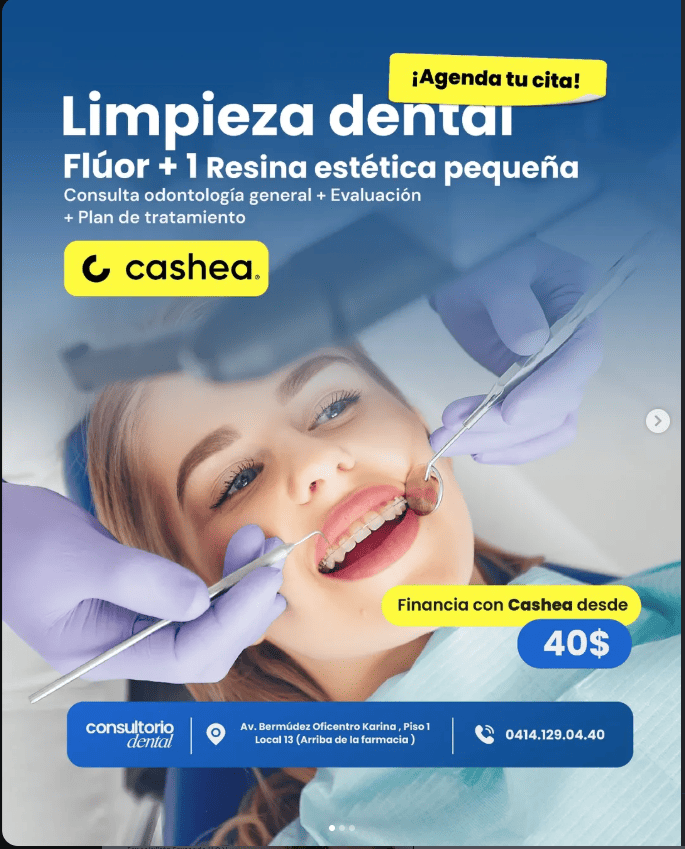 ¡Agenda tu cita!
Limpieza dental
Flúor + 1 Resina estética pequeña
Consulta odontología general + Evaluación
+ Plan de tratamiento
cashea®
Financia con Cashea desde
40$
consultorio
dental
Av. Bermúdez Oficentro Karina , Piso 1
Local 13 (Arriba de la farmacia )
0414.129.04.40